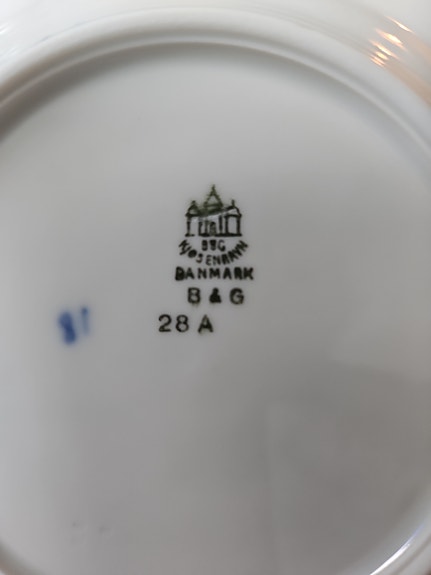 B&G
KJØBENHAVN
DANMARK
B & G
28 A